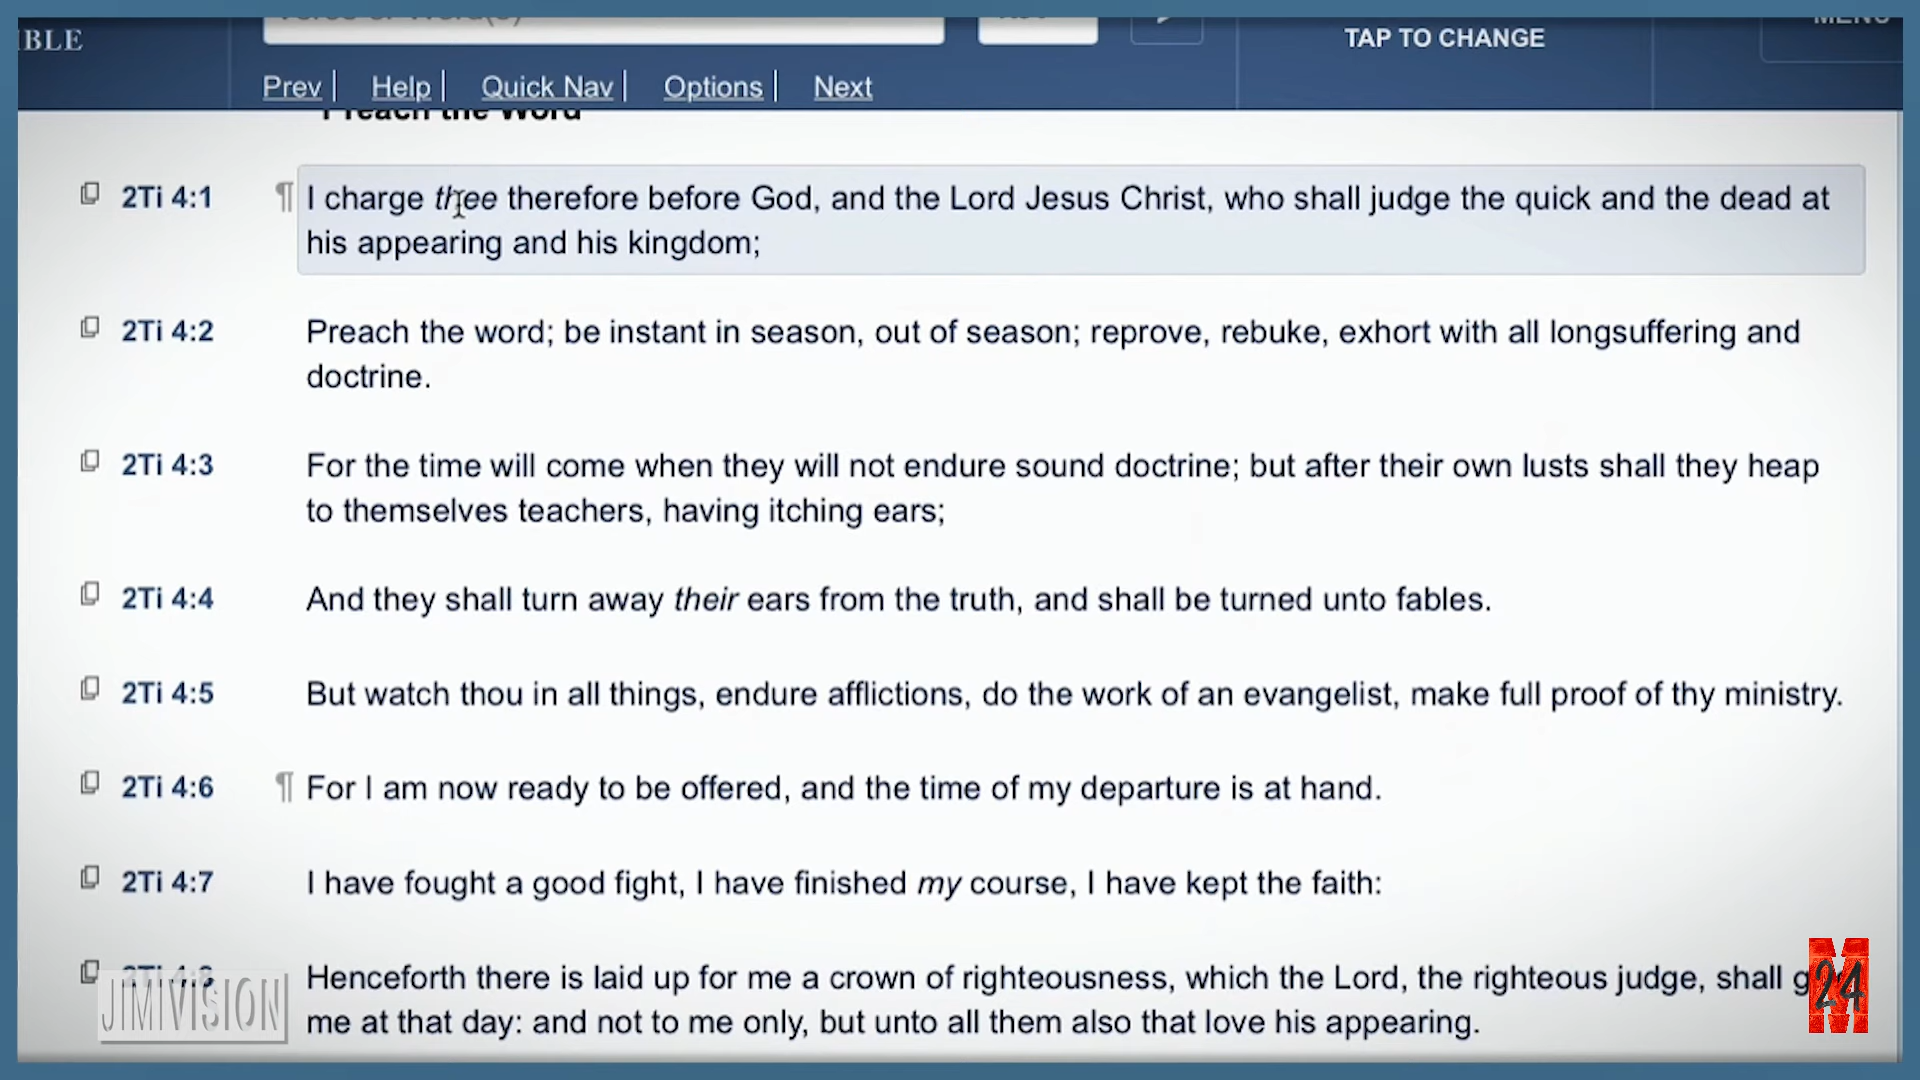 IBLE
TAP TO CHANGE
MENU
Prev | Help | Quick Nav | Options | Next
Preach the Word
2Ti 4:1 ¶ I charge thee therefore before God, and the Lord Jesus Christ, who shall judge the quick and the dead at
his appearing and his kingdom;
2Ti 4:2 Preach the word; be instant in season, out of season; reprove, rebuke, exhort with all longsuffering and
doctrine.
2Ti 4:3 For the time will come when they will not endure sound doctrine; but after their own lusts shall they heap
to themselves teachers, having itching ears;
2Ti 4:4 And they shall turn away their ears from the truth, and shall be turned unto fables.
2Ti 4:5 But watch thou in all things, endure afflictions, do the work of an evangelist, make full proof of thy ministry.
2Ti 4:6 ¶ For I am now ready to be offered, and the time of my departure is at hand.
2Ti 4:7 I have fought a good fight, I have finished my course, I have kept the faith:
2Ti 4:8 Henceforth there is laid up for me a crown of righteousness, which the Lord, the righteous judge, shall
me at that day: and not to me only, but unto all them also that love his appearing.
JIMIVISION
M
24